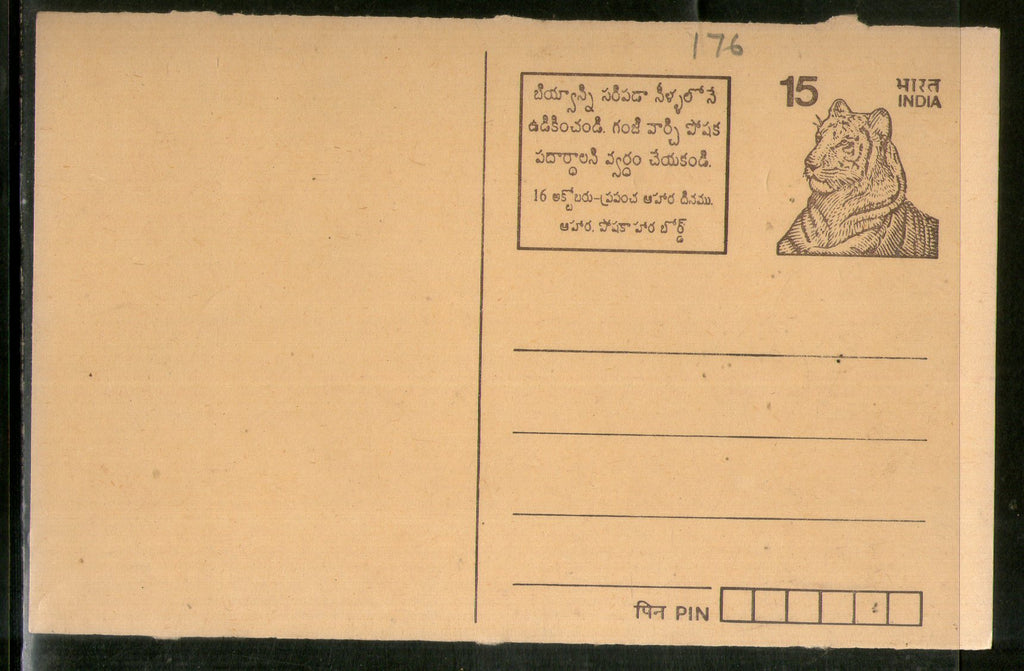 176
బియ్యాన్ని సరిపడా నీళ్ళలోనే
ఉడికించండి. గంజి వార్చి పోషక
పదార్థాలని వ్యర్థం చేయకండి.
16 అక్టోబరు-ప్రపంచ ఆహార దినము.
ఆహార, పోషకాహార బోర్డ్
15
भारत
INDIA
पिन PIN